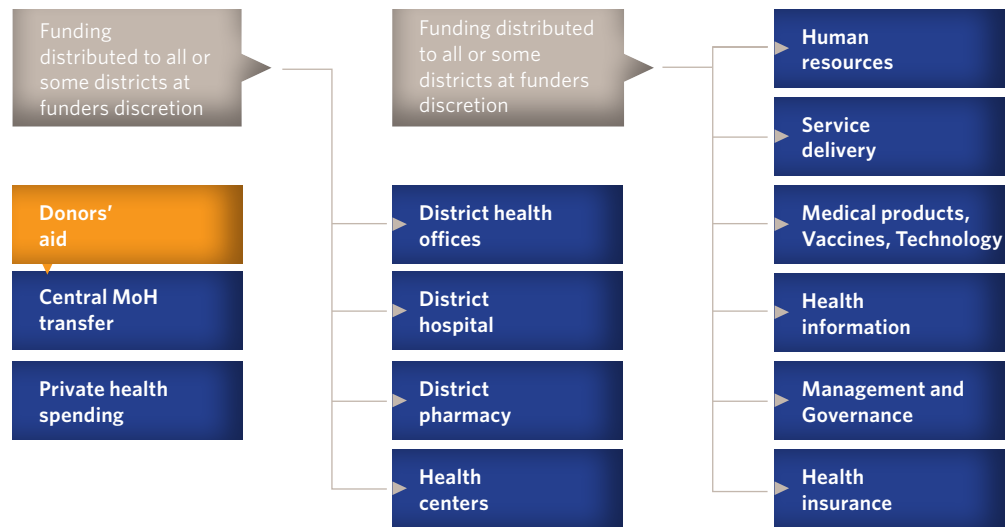 Funding
distributed to all or
some districts at
funders discretion
Donors’
aid
Central MoH
transfer
Private health
spending
Funding distributed
to all or some
districts at funders
discretion
District health
offices
District
hospital
District
pharmacy
Health
centers
Human
resources
Service
delivery
Medical products,
Vaccines, Technology
Health
information
Management and
Governance
Health
insurance